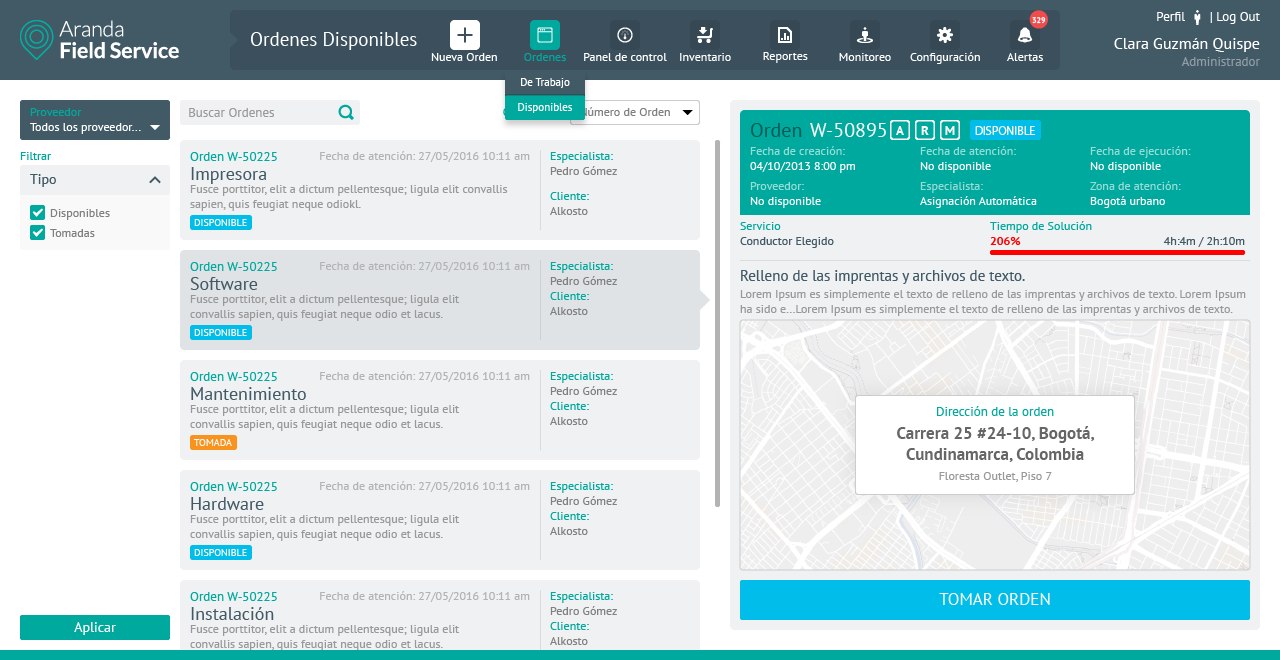 Aranda
Field Service
Ordenes Disponibles
Nueva Orden
Ordenes
Panel de control
Inventario
Reportes
Monitoreo
Configuración
329
Alertas
Perfil | Log Out
Clara Guzmán Quispe
Administrador
De Trabajo
Disponibles
Proveedor
Todos los proveedor...
Filtrar
Tipo
Disponibles
Tomadas
Aplicar
Buscar Ordenes
Número de Orden
Orden W-50225
Fecha de atención: 27/05/2016 10:11 am
Impresora
Fusce porttitor, elit a dictum pellentesque; ligula elit convallis
sapien, quis feugiat neque odiokl.
DISPONIBLE
Especialista:
Pedro Gómez
Cliente:
Alkosto
Orden W-50225
Fecha de atención: 27/05/2016 10:11 am
Software
Fusce porttitor, elit a dictum pellentesque; ligula elit
convallis sapien, quis feugiat neque odio et lacus.
DISPONIBLE
Especialista:
Pedro Gómez
Cliente:
Alkosto
Orden W-50225
Fecha de atención: 27/05/2016 10:11 am
Mantenimiento
Fusce porttitor, elit a dictum pellentesque; ligula elit
convallis sapien, quis feugiat neque odio et lacus.
TOMADA
Especialista:
Pedro Gómez
Cliente:
Alkosto
Orden W-50225
Fecha de atención: 27/05/2016 10:11 am
Hardware
Fusce porttitor, elit a dictum pellentesque; ligula elit
convallis sapien, quis feugiat neque odio et lacus.
DISPONIBLE
Especialista:
Pedro Gómez
Cliente:
Alkosto
Orden W-50225
Fecha de atención: 27/05/2016 10:11 am
Instalación
Fusce porttitor, elit a dictum pellentesque; ligula elit
convallis sapien, quis feugiat neque odio et lacus.
Especialista:
Pedro Gómez
Cliente:
Alkosto
Orden W-50895 A R M DISPONIBLE
Fecha de creación:
04/10/2013 8:00 pm
Fecha de atención:
No disponible
Fecha de ejecución:
No disponible
Proveedor:
No disponible
Especialista:
Asignación Automática
Zona de atención:
Bogotá urbano
Servicio
Conductor Elegido
Tiempo de Solución
206%
4h:4m / 2h:10m
Relleno de las imprentas y archivos de texto.
Lorem Ipsum es simplemente el texto de relleno de las imprentas y archivos de texto. Lorem Ipsum
ha sido e...Lorem Ipsum es simplemente el texto de relleno de las imprentas y archivos de texto.
Dirección de la orden
Carrera 25 #24-10, Bogotá,
Cundinamarca, Colombia
Floresta Outlet, Piso 7
TOMAR ORDEN